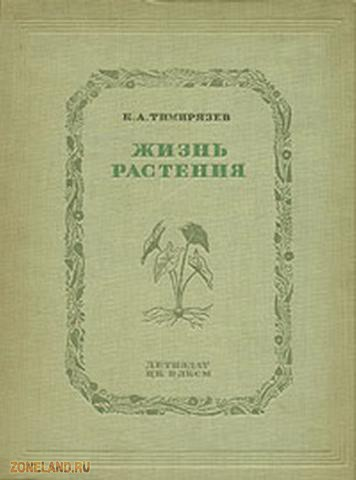 К. А. ТИМИРЯЗЕВ
ЖИЗНЬ
РАСТЕНИЯ
ДЕТИЗДАТ
ЦК ВЛКСМ
ZONELAND.RU